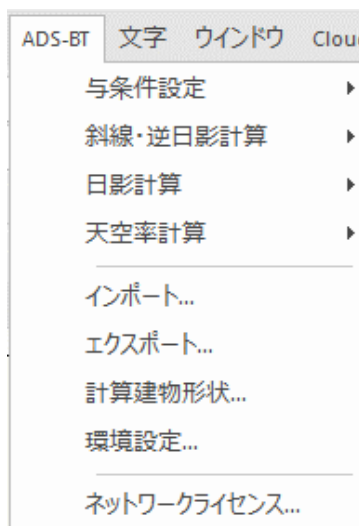 ADS-BT 文字 ウインドウ Clou
与条件設定
斜線・逆日影計算
日影計算
天空率計算
インポート...
エクスポート...
計算建物形状...
環境設定...
ネットワークライセンス...